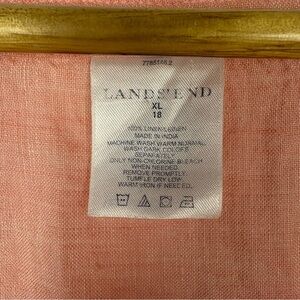 LANDS' END
XL
18
100% LINEN/LEINEN
MADE IN INDIA
MACHINE WASH WARM NORMAL.
WASH DARK COLORS
SEPARATELY.
ONLY NON-CHLORINE BLEACH
WHEN NEEDED.
REMOVE PROMPTLY.
TUMBLE DRY LOW.
WARM IRON IF NEEDED.